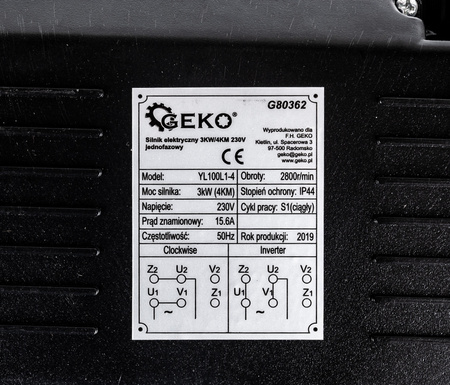 GEKO®
G80362
Silnik elektryczny 3KW/4KM 230V
jednofazowy
CE
Wyprodukowano dla
F.H. GEKO
Kietlin, ul. Spacerowa 3
97-500 Radomsko
geko@geko.pl
www.geko.pl
Model: YL100L1-4 Obroty: 2800r/min
Moc silnika: 3kW (4KM) Stopień ochrony: IP44
Napięcie: 230V Cykl pracy: S1(ciągły)
Prąd znamionowy: 15.6A
Częstotliwość: 50Hz Rok produkcji: 2019
Clockwise Inverter
Z2 U2 V2 Z2 U2 V2
U1 V1 Z1 U1 V1 Z1
~ ~